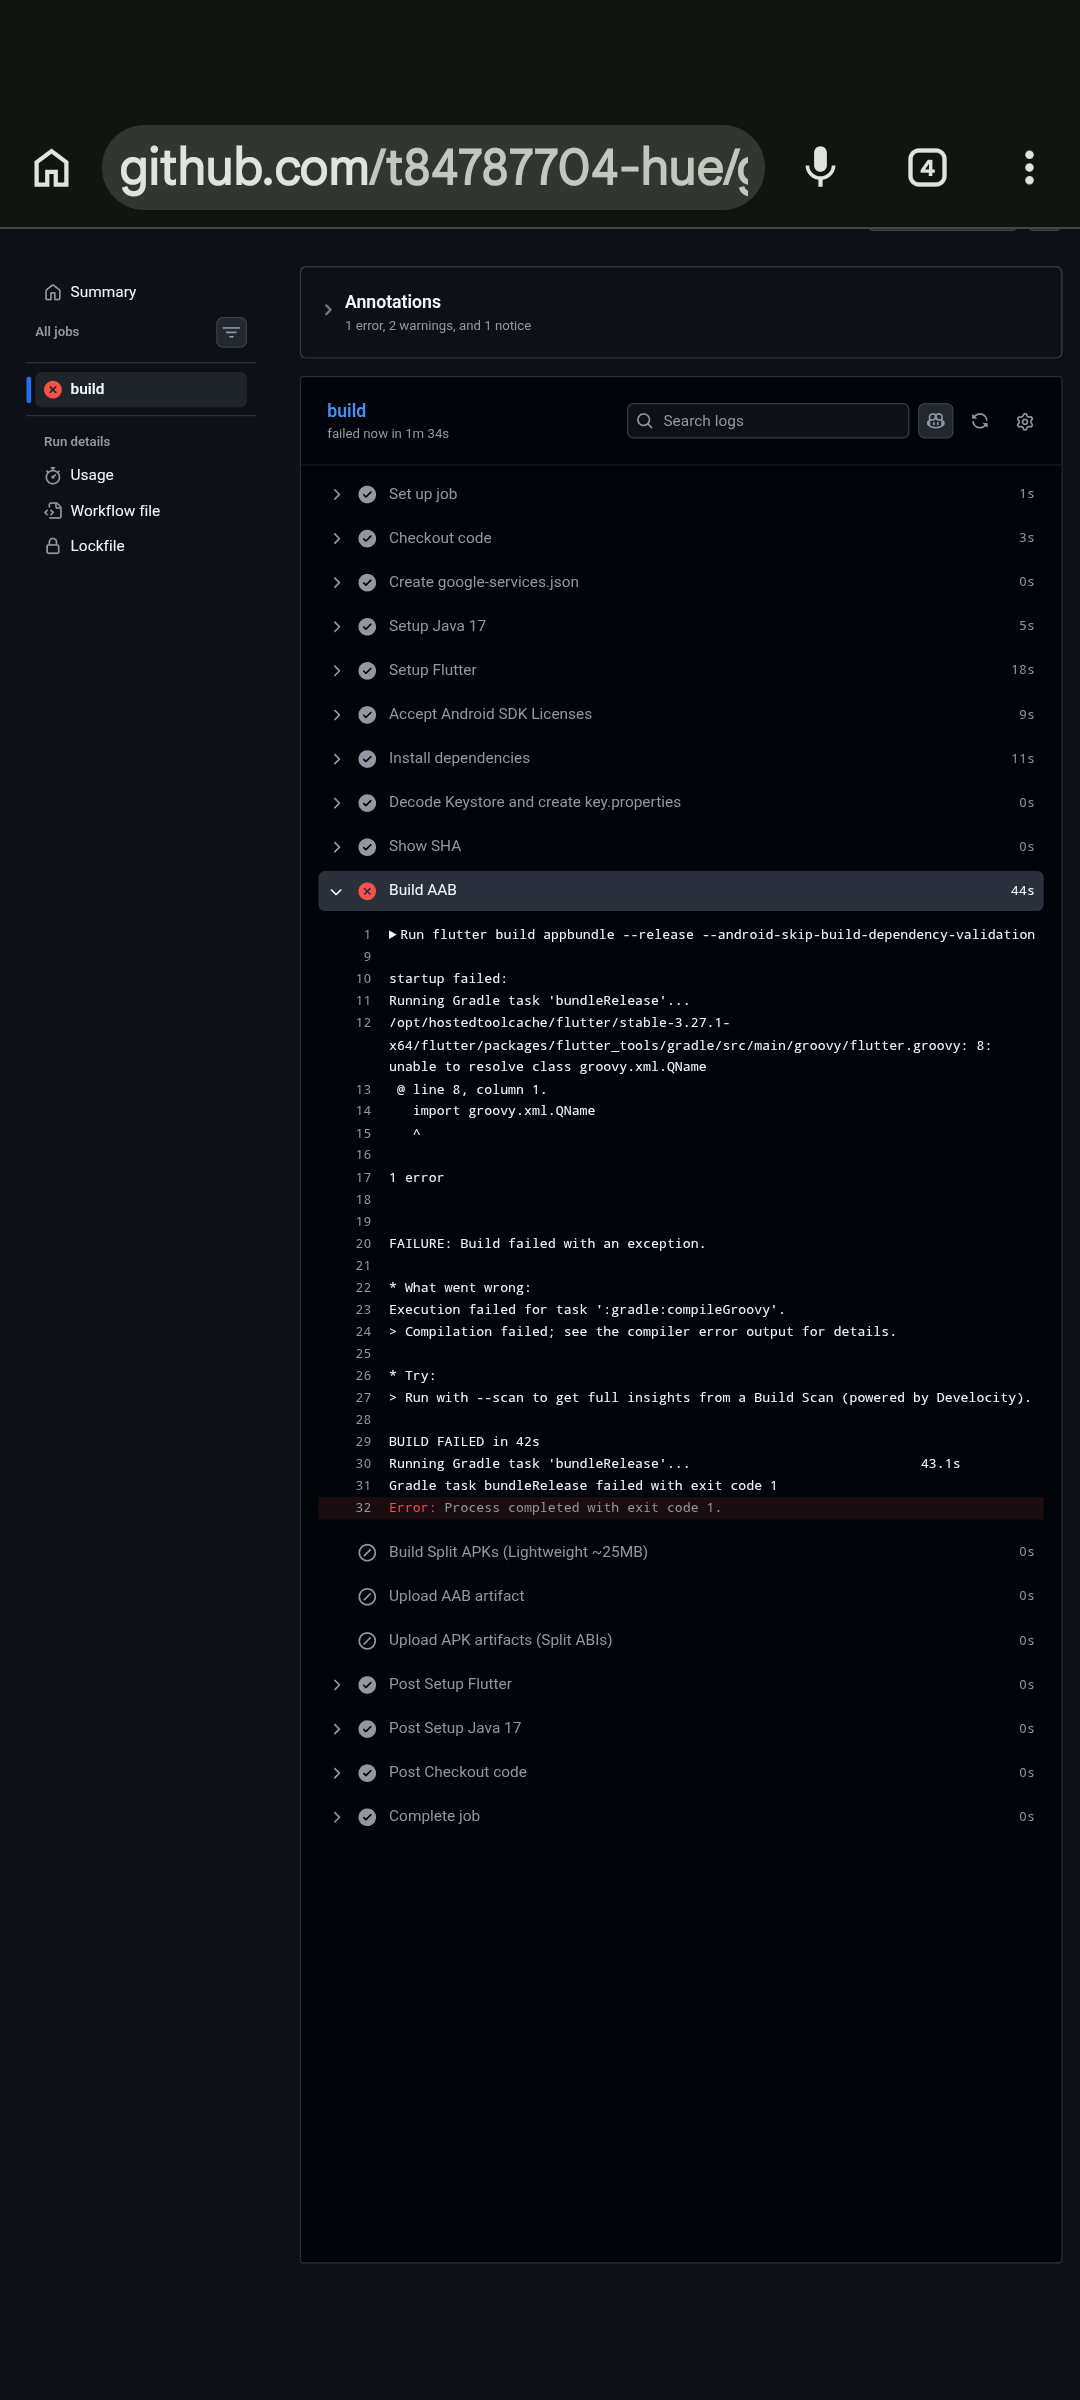 github.com/t84787704-hue/g
4
Summary
All jobs
build
Run details
Usage
Workflow file
Lockfile
Annotations
1 error, 2 warnings, and 1 notice
build
failed now in 1m 34s
Search logs
Set up job 1s
Checkout code 3s
Create google-services.json 0s
Setup Java 17 5s
Setup Flutter 18s
Accept Android SDK Licenses 9s
Install dependencies 11s
Decode Keystore and create key.properties 0s
Show SHA 0s
Build AAB 44s
1 Run flutter build appbundle --release --android-skip-build-dependency-validation
9
10 startup failed:
11 Running Gradle task 'bundleRelease'...
12 /opt/hostedtoolcache/flutter/stable-3.27.1-
x64/flutter/packages/flutter_tools/gradle/src/main/groovy/flutter.groovy: 8:
unable to resolve class groovy.xml.QName
13 @ line 8, column 1.
14 import groovy.xml.QName
15 ^
16
17 1 error
18
19
20 FAILURE: Build failed with an exception.
21
22 * What went wrong:
23 Execution failed for task ':gradle:compileGroovy'.
24 > Compilation failed; see the compiler error output for details.
25
26 * Try:
27 > Run with --scan to get full insights from a Build Scan (powered by Develocity).
28
29 BUILD FAILED in 42s
30 Running Gradle task 'bundleRelease'... 43.1s
31 Gradle task bundleRelease failed with exit code 1
32 Error: Process completed with exit code 1.
Build Split APKs (Lightweight ~25MB) 0s
Upload AAB artifact 0s
Upload APK artifacts (Split ABIs) 0s
Post Setup Flutter 0s
Post Setup Java 17 0s
Post Checkout code 0s
Complete job 0s